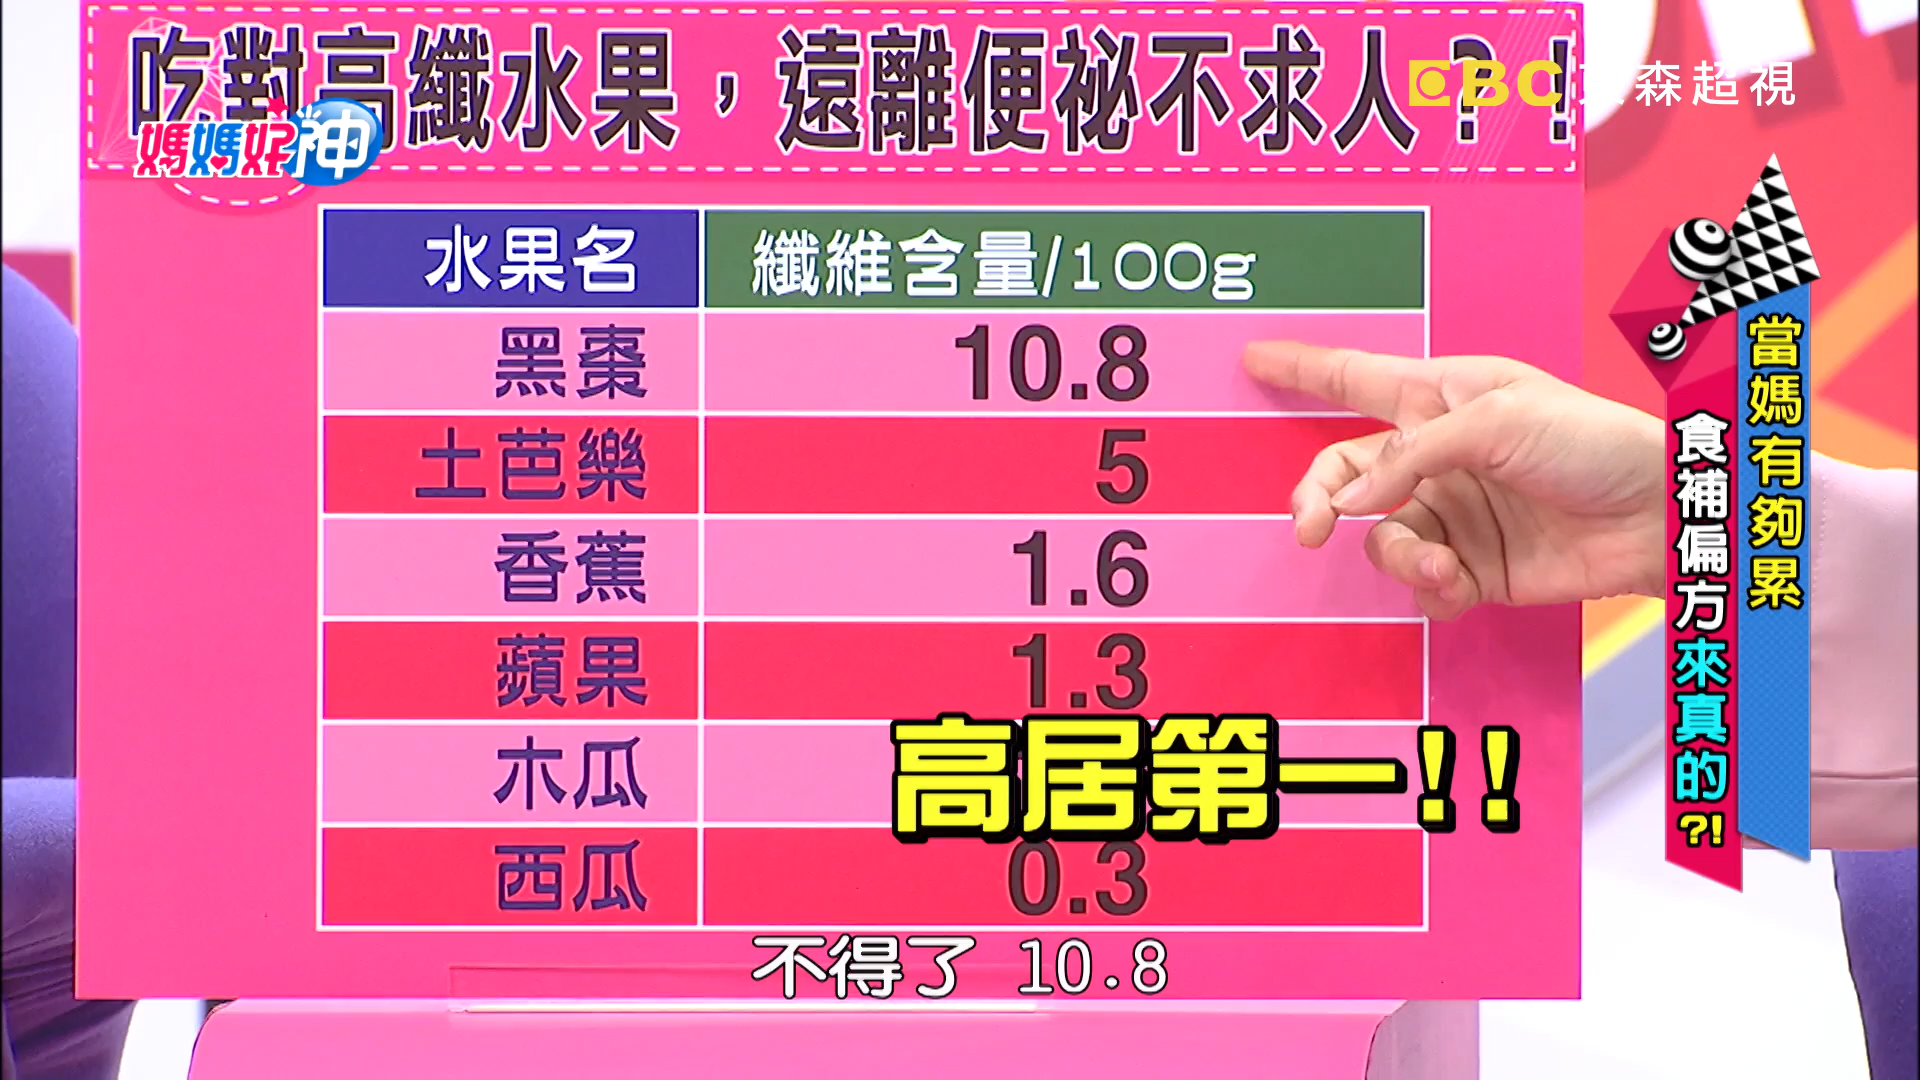 吃對高纖水果，遠離便祕不求人？！
媽媽好神
EBC 東森超視
水果名 纖維含量/100g
黑棗 10.8
土芭樂 5
香蕉 1.6
蘋果 1.3
木瓜
西瓜 0.3
高居第一!!
不得了 10.8
當媽有夠累
食補偏方來真的?!